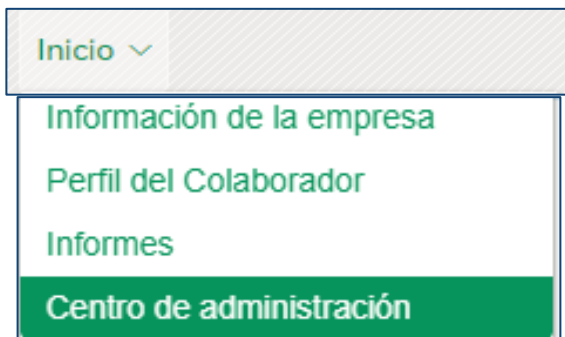 Inicio
Información de la empresa
Perfil del Colaborador
Informes
Centro de administración